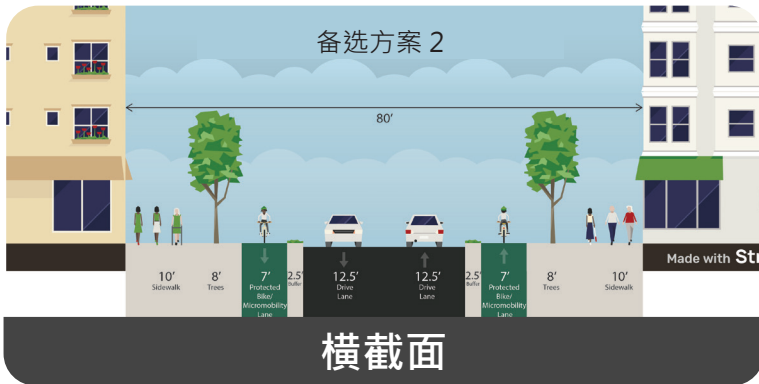 备选方案 2
80'
10'
Sidewalk
8'
Trees
7'
Protected
Bike/
Micromobility
Lane
2.5'
Buffer
12.5'
Drive
Lane
12.5'
Drive
Lane
2.5'
Buffer
7'
Protected
Bike/
Micromobility
Lane
8'
Trees
10'
Sidewalk
Made with Str
横截面